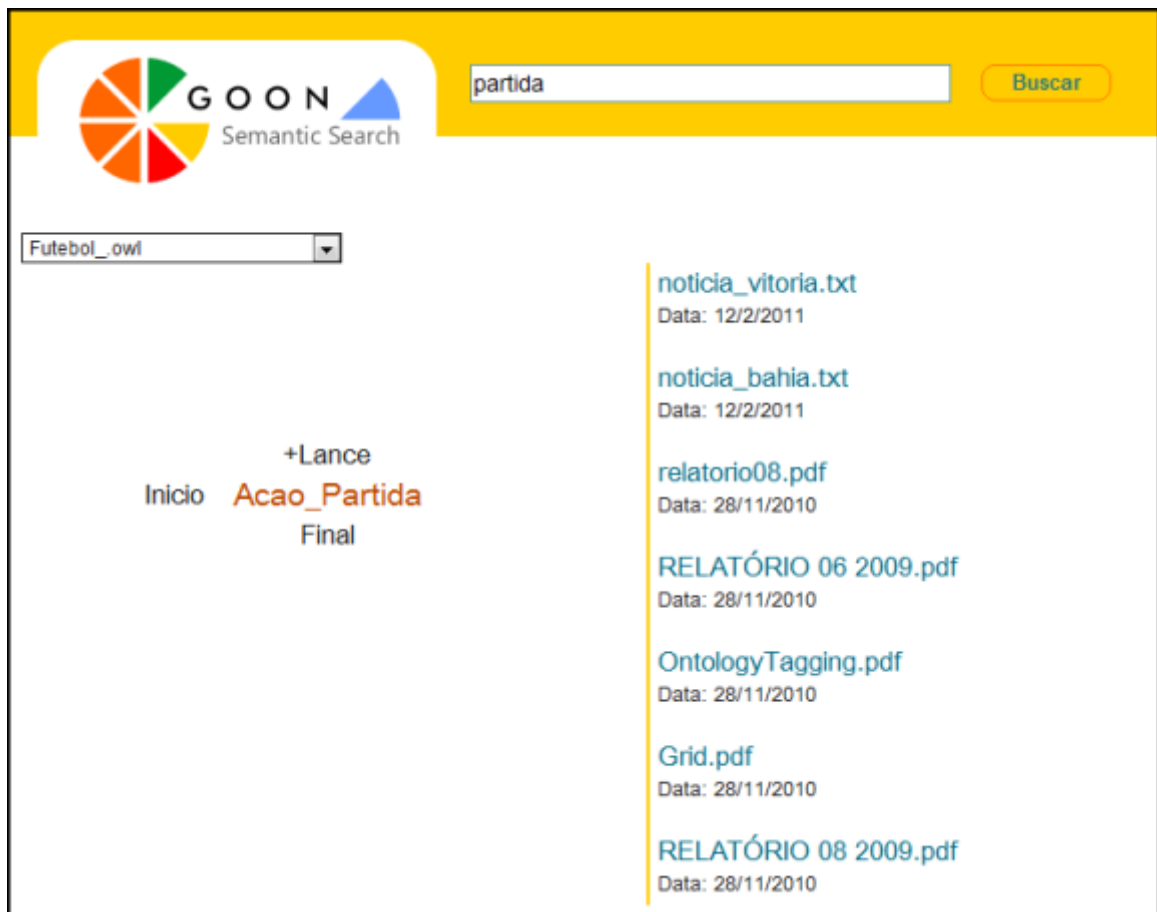 GOON
Semantic Search
partida
Buscar
Futebol_.owl
+Lance
Inicio Acao_Partida
Final
noticia_vitoria.txt
Data: 12/2/2011
noticia_bahia.txt
Data: 12/2/2011
relatorio08.pdf
Data: 28/11/2010
RELATÓRIO 06 2009.pdf
Data: 28/11/2010
OntologyTagging.pdf
Data: 28/11/2010
Grid.pdf
Data: 28/11/2010
RELATÓRIO 08 2009.pdf
Data: 28/11/2010